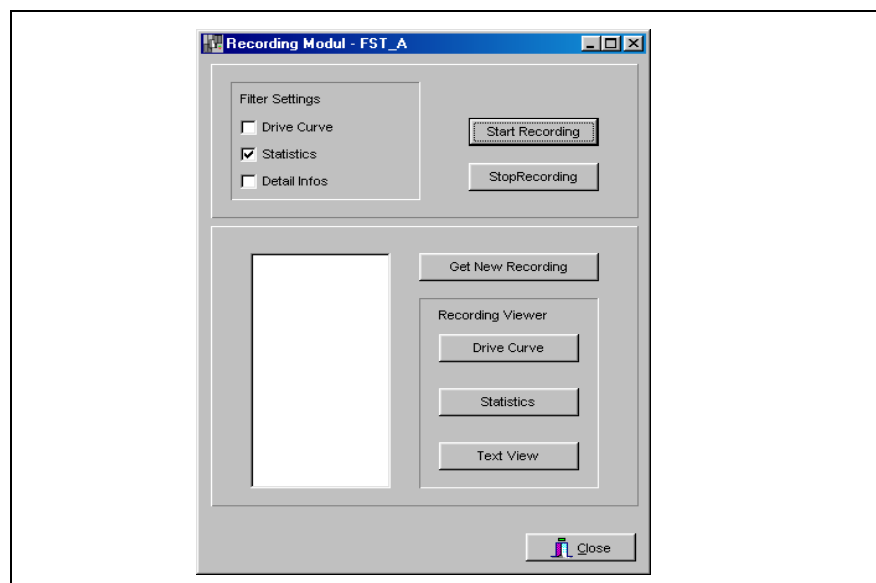 Recording Modul - FST_A
Filter Settings
Drive Curve
Statistics
Detail Infos
Start Recording
StopRecording
Get New Recording
Recording Viewer
Drive Curve
Statistics
Text View
Close